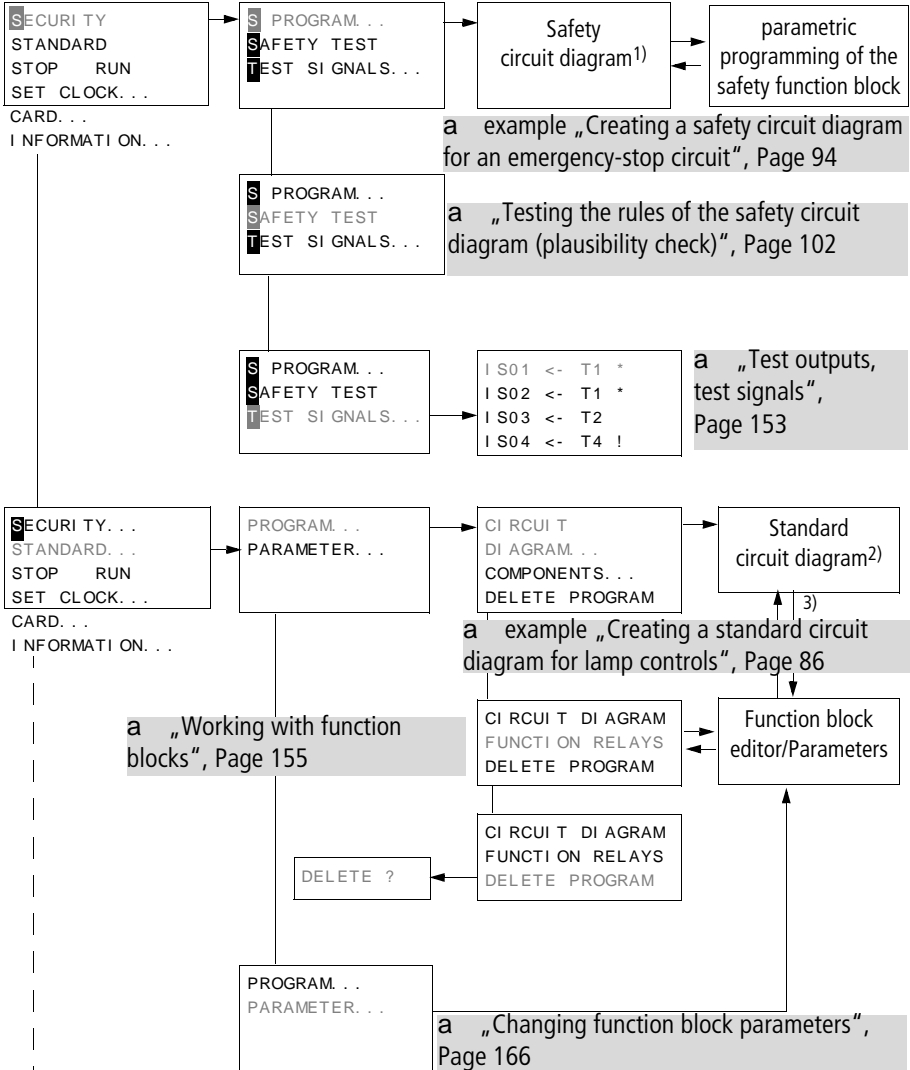 SECURITY
STANDARD
STOP RUN
SET CLOCK...
CARD...
INFORMATION...
S PROGRAM...
SAFETY TEST
TEST SIGNALS...
Safety
circuit diagram1)
parametric
programming of the
safety function block
a example „Creating a safety circuit diagram
for an emergency-stop circuit“, Page 94
S PROGRAM...
SAFETY TEST
TEST SIGNALS...
a „Testing the rules of the safety circuit
diagram (plausibility check)“, Page 102
S PROGRAM...
SAFETY TEST
TEST SIGNALS...
IS01 <- T1 *
IS02 <- T1 *
IS03 <- T2
IS04 <- T4 !
a „Test outputs,
test signals“,
Page 153
SECURITY...
STANDARD...
STOP RUN
SET CLOCK...
CARD...
INFORMATION...
PROGRAM...
PARAMETER...
CIRCUIT
DIAGRAM...
COMPONENTS...
DELETE PROGRAM
Standard
circuit diagram2)
3)
a example „Creating a standard circuit
diagram for lamp controls“, Page 86
a „Working with function
blocks“, Page 155
CIRCUIT DIAGRAM
FUNCTION RELAYS
DELETE PROGRAM
Function block
editor/Parameters
CIRCUIT DIAGRAM
FUNCTION RELAYS
DELETE PROGRAM
DELETE ?
PROGRAM...
PARAMETER...
a „Changing function block parameters“,
Page 166